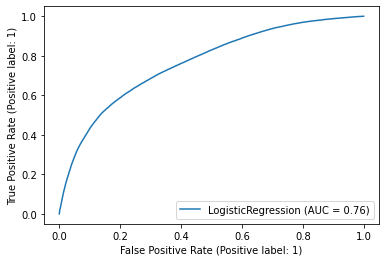 True Positive Rate (Positive label: 1)
1.0
0.8
0.6
0.4
0.2
0.0
LogisticRegression (AUC = 0.76)
0.0 0.2 0.4 0.6 0.8 1.0
False Positive Rate (Positive label: 1)